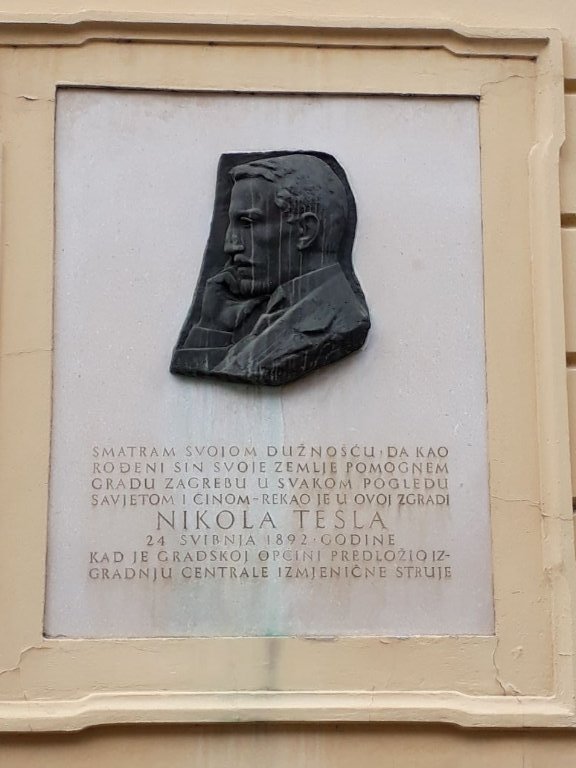 SMATRAM SVOJOM DUŽNOSĆU, DA KAO
ROĐENI SIN SVOJE ZEMLJE POMOGNEM
GRADU ZAGREBU U SVAKOM POGLEDU
SAVJETOM I ČINOM-REKAO JE U OVOJ ZGRADI
NIKOLA TESLA
24 SVIBNJA 1892 · GODINE
KAD JE GRADSKOJ OPĆINI PREDLOŽIO IZ-
GRADNJU CENTRALE IZMJENIČNE STRUJE